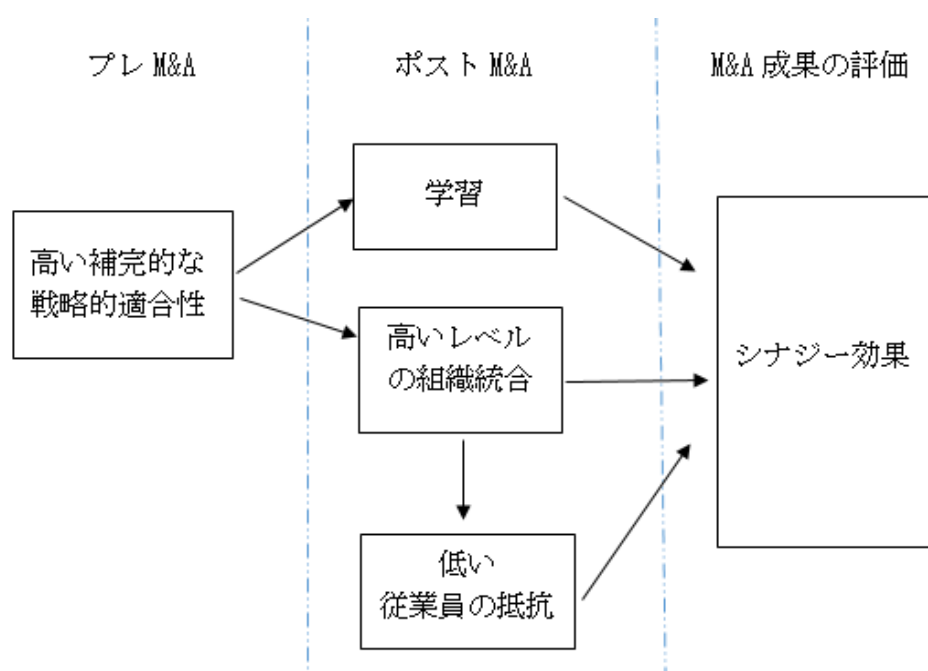 プレ M&A
ポスト M&A
M&A 成果の評価
学習
高い補完的な
戦略的適合性
高いレベル
の組織統合
シナジー効果
低い
従業員の抵抗